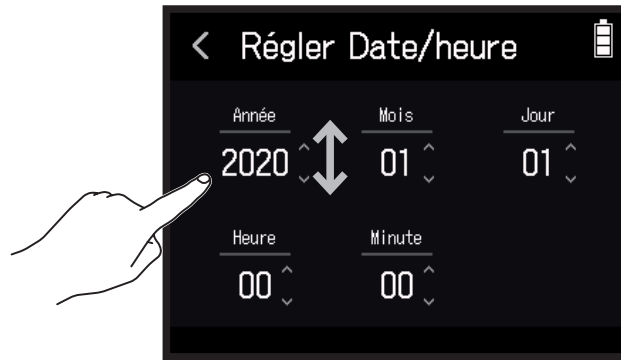 Régler Date/heure
Année Mois Jour
2020 01 01
Heure Minute
00 00